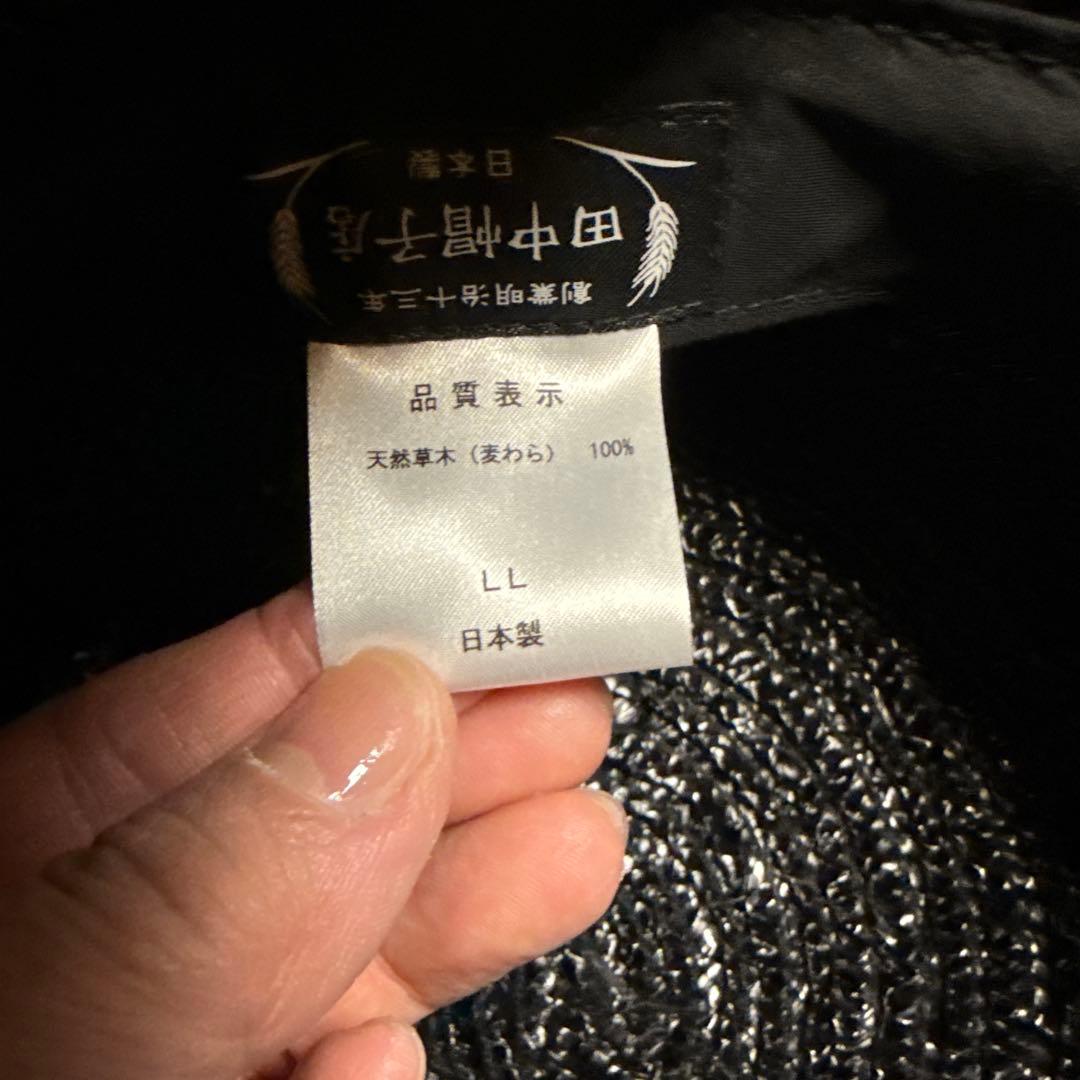 創業明治十三年
田中帽子店
日本製
品質表示
天然草木（麦わら） 100%
LL
日本製